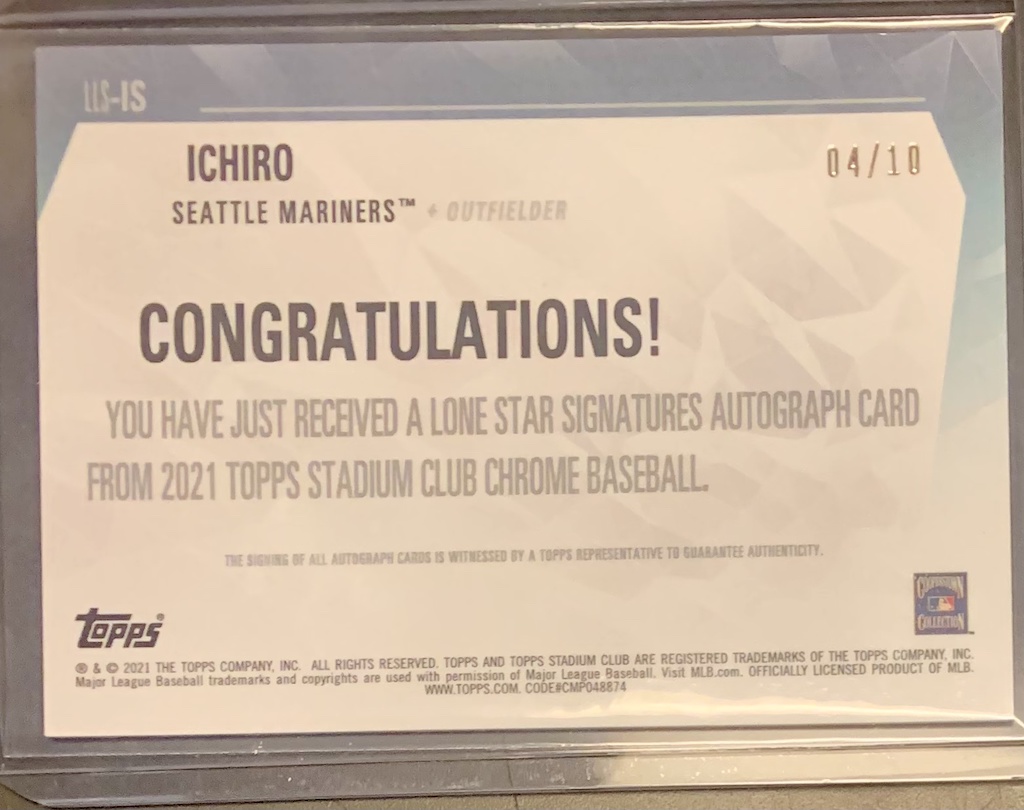 LLS-IS
ICHIRO
04/10
SEATTLE MARINERS™ ♦ OUTFIELDER
CONGRATULATIONS!
YOU HAVE JUST RECEIVED A LONE STAR SIGNATURES AUTOGRAPH CARD
FROM 2021 TOPPS STADIUM CLUB CHROME BASEBALL.
THE SIGNING OF ALL AUTOGRAPH CARDS IS WITNESSED BY A TOPPS REPRESENTATIVE TO GUARANTEE AUTHENTICITY.
COOPERSTOWN
COLLECTION™
topps®
® & © 2021 THE TOPPS COMPANY, INC. ALL RIGHTS RESERVED. TOPPS AND TOPPS STADIUM CLUB ARE REGISTERED TRADEMARKS OF THE TOPPS COMPANY, INC.
Major League Baseball trademarks and copyrights are used with permission of Major League Baseball. Visit MLB.com. OFFICIALLY LICENSED PRODUCT OF MLB.
WWW.TOPPS.COM. CODE#CMP048874